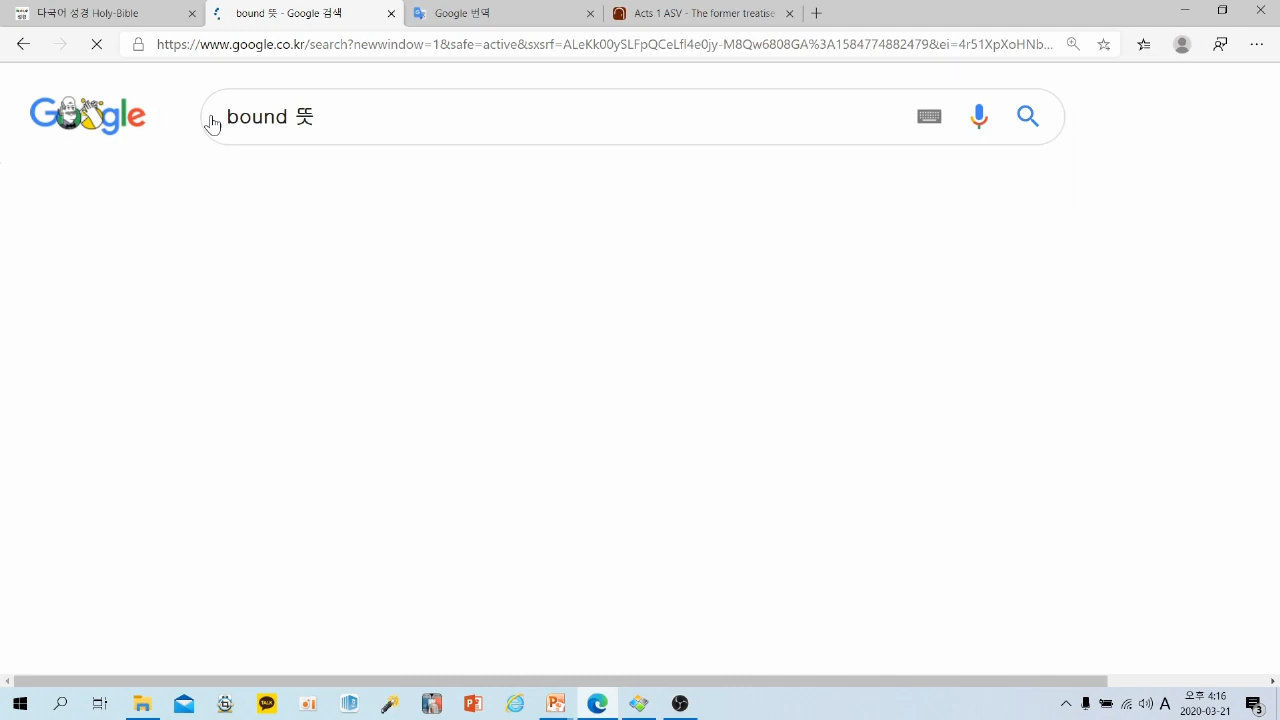 다국어 성경 Holy-Bible
bound 뜻 - Google 검색
Google 번역
Acts 1 ASV - The former treatise
https://www.google.co.kr/search?newwindow=1&safe=active&sxsrf=ALeKk00ySLFpQCeLfl4e0jy-M8Qw6808GA%3A1584774882479&ei=4r51XpXoHNb...
Google
bound 뜻
TALK
A
오후 4:16
2020-03-21
3